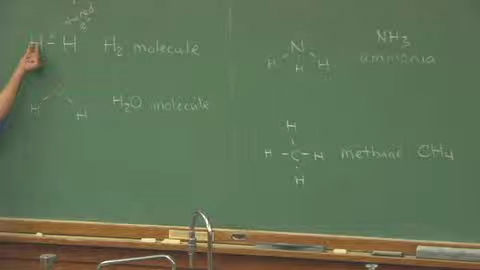 H - H H₂ molecule
H H H₂O molecule
NH₃
N
H H H ammonia
H
H - C - H methane CH₄
H